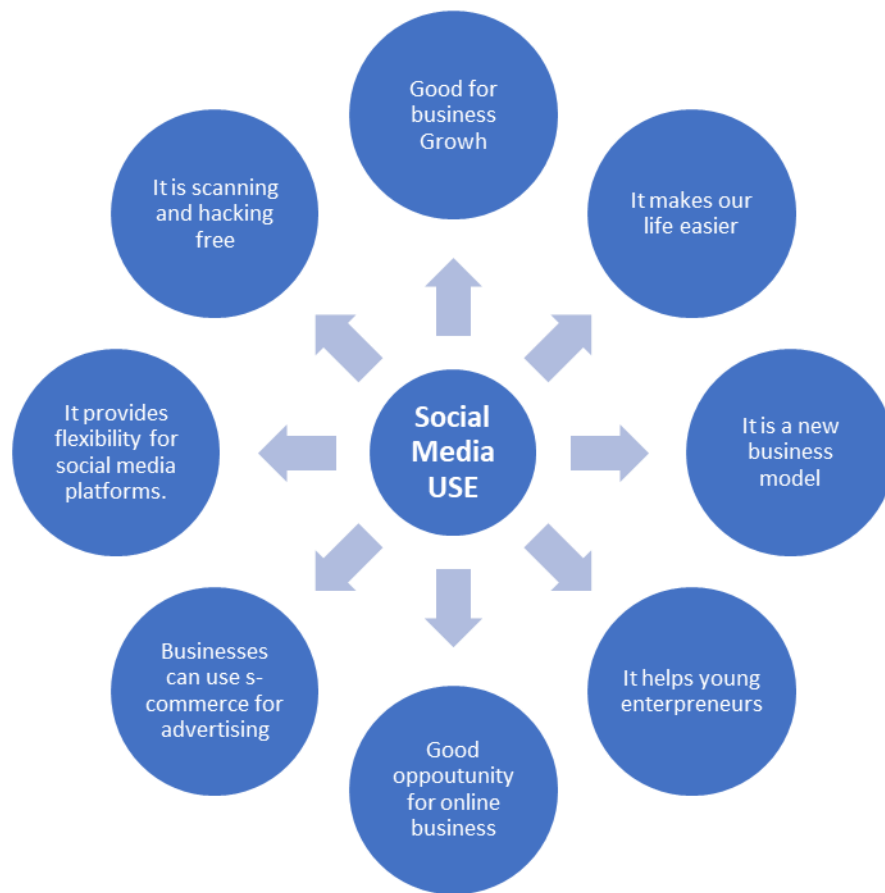 Good for
business
Growh
It is scanning
and hacking
free
It makes our
life easier
It provides
flexibility for
social media
platforms.
Social
Media
USE
It is a new
business
model
Businesses
can use s-
commerce for
advertising
It helps young
enterpreneurs
Good
oppoutunity
for online
business